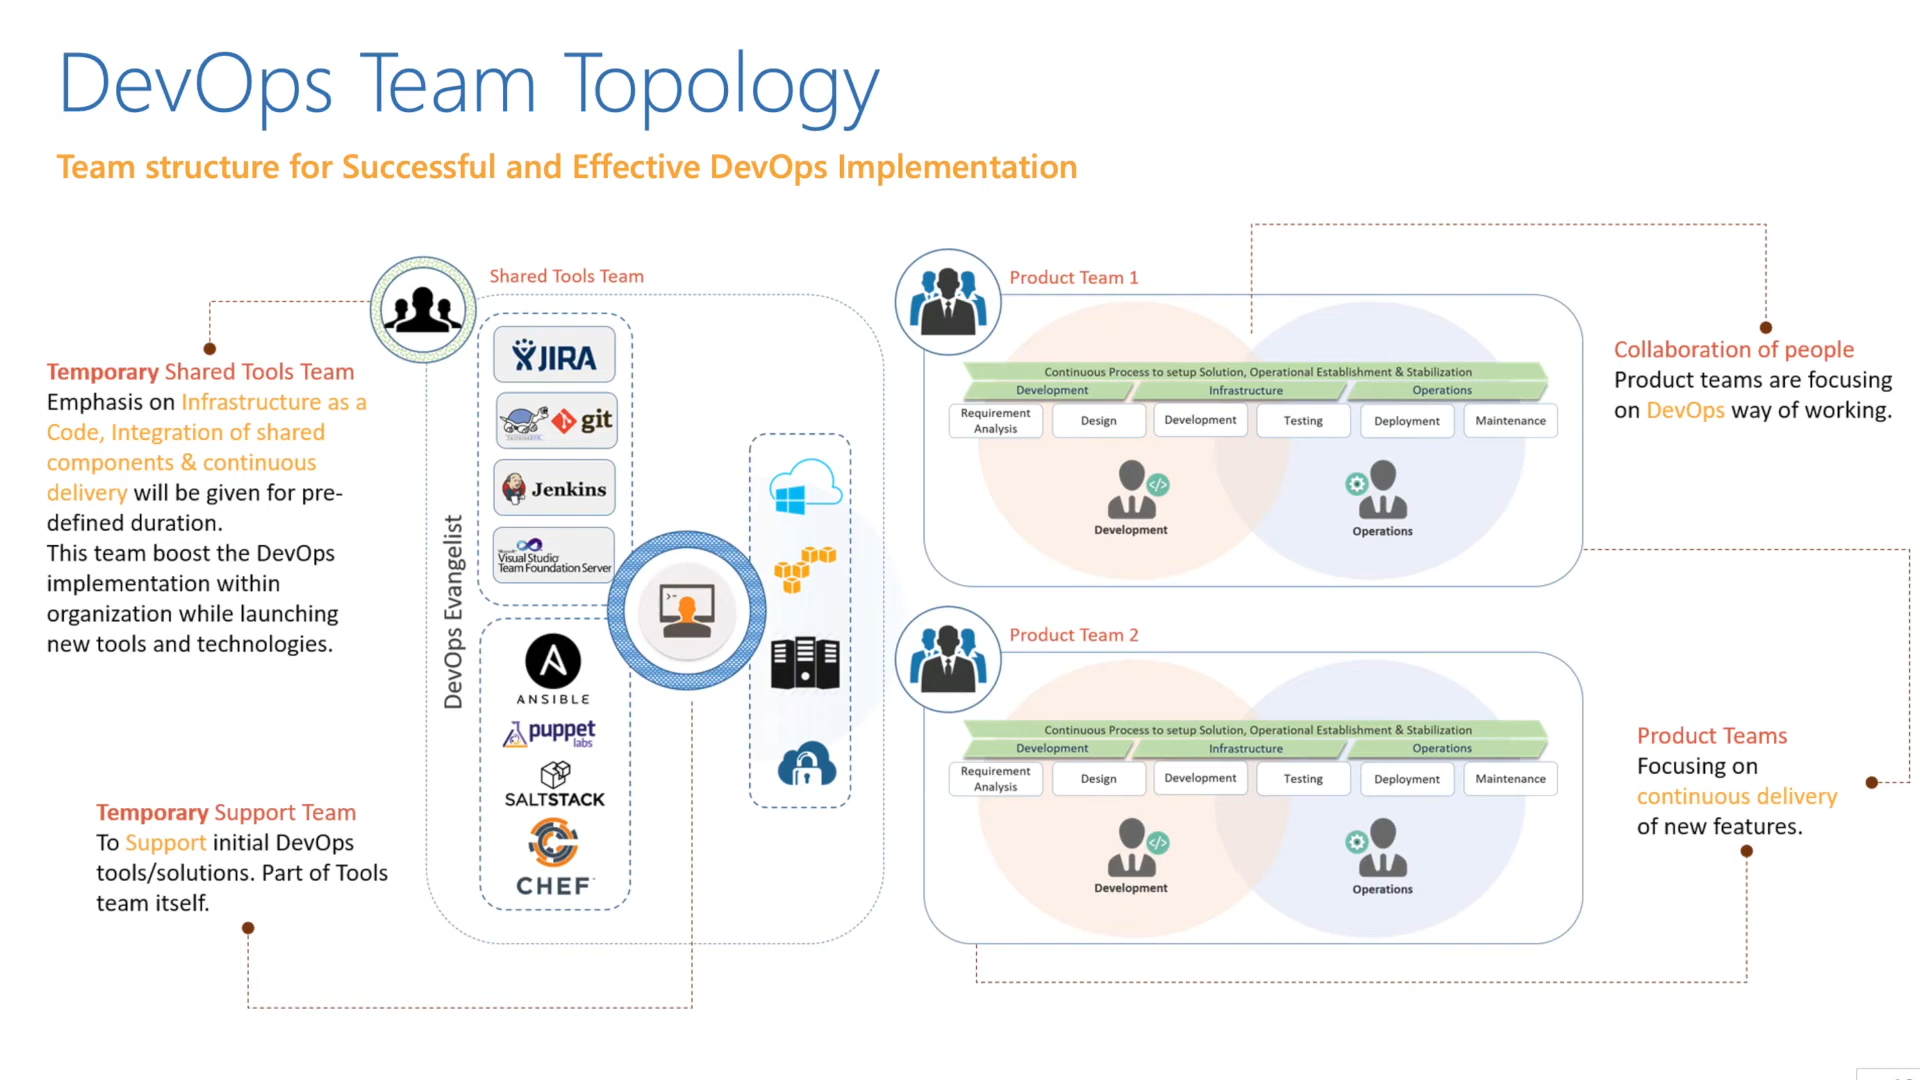 DevOps Team Topology
Team structure for Successful and Effective DevOps Implementation
Temporary Shared Tools Team
Emphasis on Infrastructure as a
Code, Integration of shared
components & continuous
delivery will be given for pre-
defined duration.
This team boost the DevOps
implementation within
organization while launching
new tools and technologies.
Temporary Support Team
To Support initial DevOps
tools/solutions. Part of Tools
team itself.
Shared Tools Team
DevOps Evangelist
JIRA
git
Jenkins
Visual Studio
Team Foundation Server
ANSIBLE
puppet
labs
SALTSTACK
CHEF
Product Team 1
Continuous Process to setup Solution, Operational Establishment & Stabilization
Development Infrastructure Operations
Requirement
Analysis
Design
Development
Testing
Deployment
Maintenance
</>
Development
Operations
Product Team 2
Continuous Process to setup Solution, Operational Establishment & Stabilization
Development Infrastructure Operations
Requirement
Analysis
Design
Development
Testing
Deployment
Maintenance
</>
Development
Operations
Collaboration of people
Product teams are focusing
on DevOps way of working.
Product Teams
Focusing on
continuous delivery
of new features.